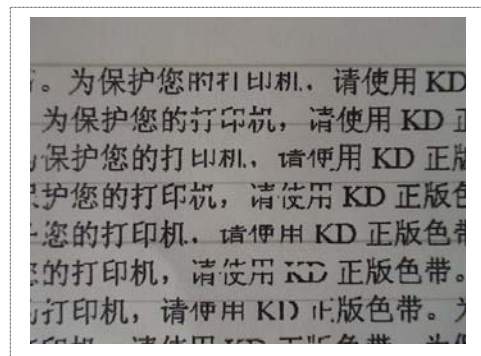 。为保护您的打印机，请使用 KD
为保护您的打印机，请使用 KD
保护您的打印机，请使用 KD 正版
护您的打印机，请使用 KD 正版色
您的打印机，请使用 KD 正版色带
的打印机，请使用 KD 正版色带。
打印机，请使用 KD 正版色带。为